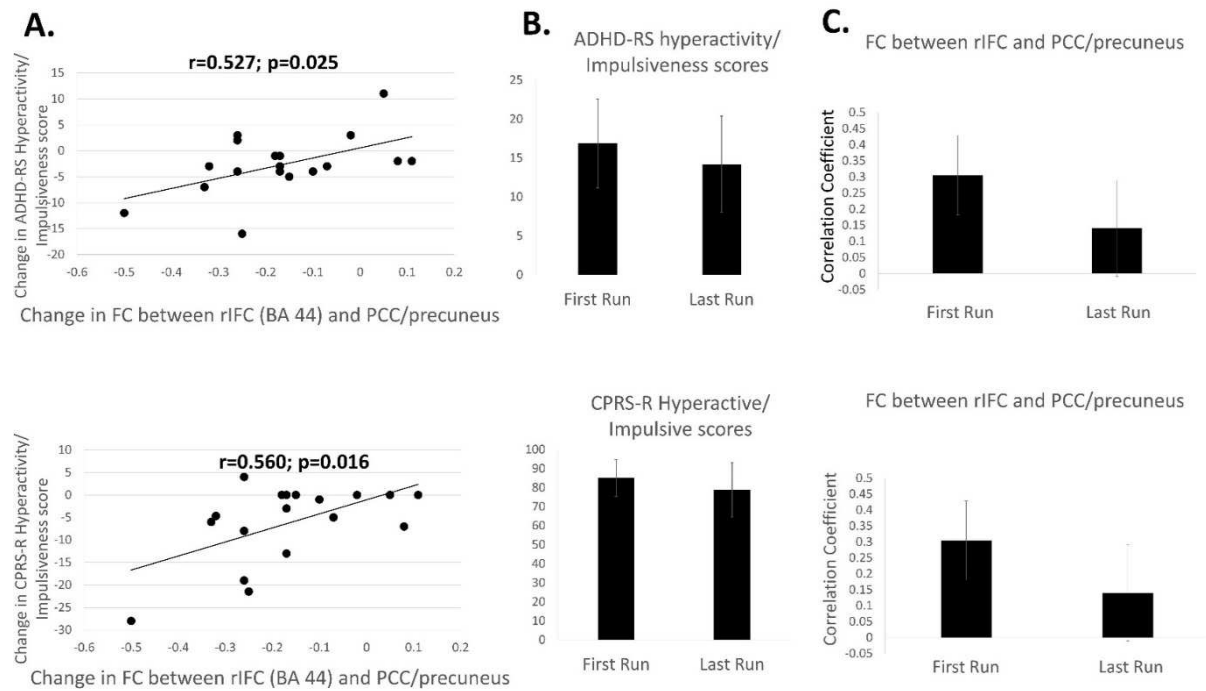 A.
r=0.527; p=0.025
Change in ADHD-RS Hyperactivity/
Impulsiveness score
15
10
5
0
-5
-10
-15
-20
-0.6
-0.5
-0.4
-0.3
-0.2
-0.1
0
0.1
0.2
Change in FC between rIFC (BA 44) and PCC/precuneus
B.
ADHD-RS hyperactivity/
Impulsiveness scores
25
20
15
10
5
0
First Run
Last Run
C.
FC between rIFC and PCC/precuneus
Correlation Coefficient
0.5
0.45
0.4
0.35
0.3
0.25
0.2
0.15
0.1
0.05
0
-0.05
First Run
Last Run
r=0.560; p=0.016
Change in CPRS-R Hyperactivity/
Impulsiveness score
10
5
0
-5
-10
-15
-20
-25
-30
-0.6
-0.5
-0.4
-0.3
-0.2
-0.1
0
0.1
0.2
Change in FC between rIFC (BA 44) and PCC/precuneus
CPRS-R Hyperactive/
Impulsive scores
100
90
80
70
60
50
40
30
20
10
0
First Run
Last Run
FC between rIFC and PCC/precuneus
Correlation Coefficient
0.5
0.45
0.4
0.35
0.3
0.25
0.2
0.15
0.1
0.05
0
-0.05
First Run
Last Run